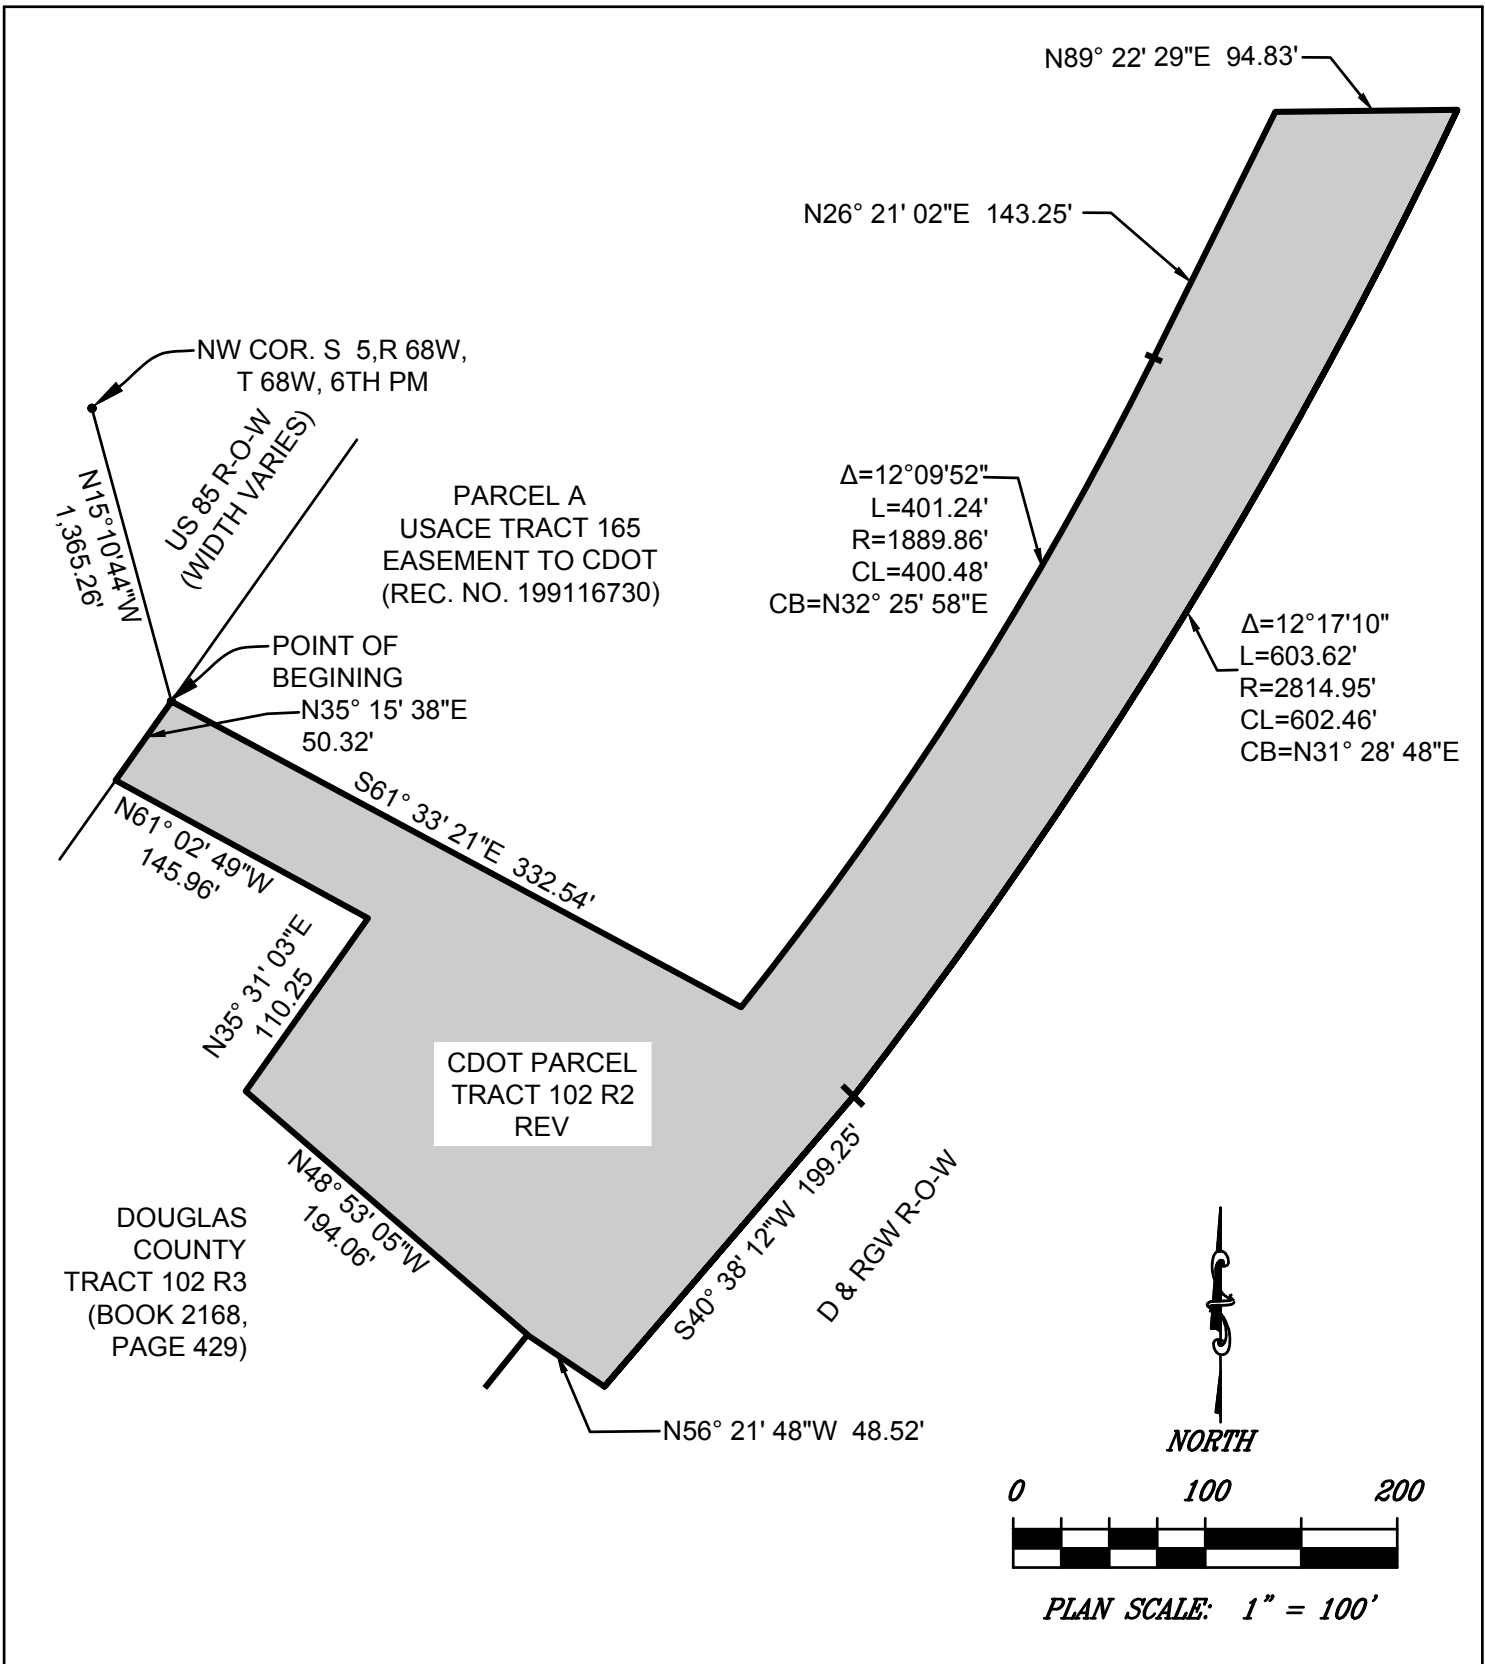 N89° 22' 29"E 94.83'
N26° 21' 02"E 143.25'
NW COR. S 5,R 68W,
T 68W, 6TH PM
US 85 R-O-W
(WIDTH VARIES)
N15°10'44"W
1,365.26'
PARCEL A
USACE TRACT 165
EASEMENT TO CDOT
(REC. NO. 199116730)
Δ=12°09'52"
L=401.24'
R=1889.86'
CL=400.48'
CB=N32° 25' 58"E
Δ=12°17'10"
L=603.62'
R=2814.95'
CL=602.46'
CB=N31° 28' 48"E
POINT OF
BEGINING
N35° 15' 38"E
50.32'
S61° 33' 21"E 332.54'
N61° 02' 49"W
145.96'
N35° 31' 03"E
110.25
CDOT PARCEL
TRACT 102 R2
REV
N48° 53' 05"W
194.06'
S40° 38' 12"W 199.25'
D & RGW R-O-W
DOUGLAS
COUNTY
TRACT 102 R3
(BOOK 2168,
PAGE 429)
N56° 21' 48"W 48.52'
NORTH
0 100 200
PLAN SCALE: 1" = 100'